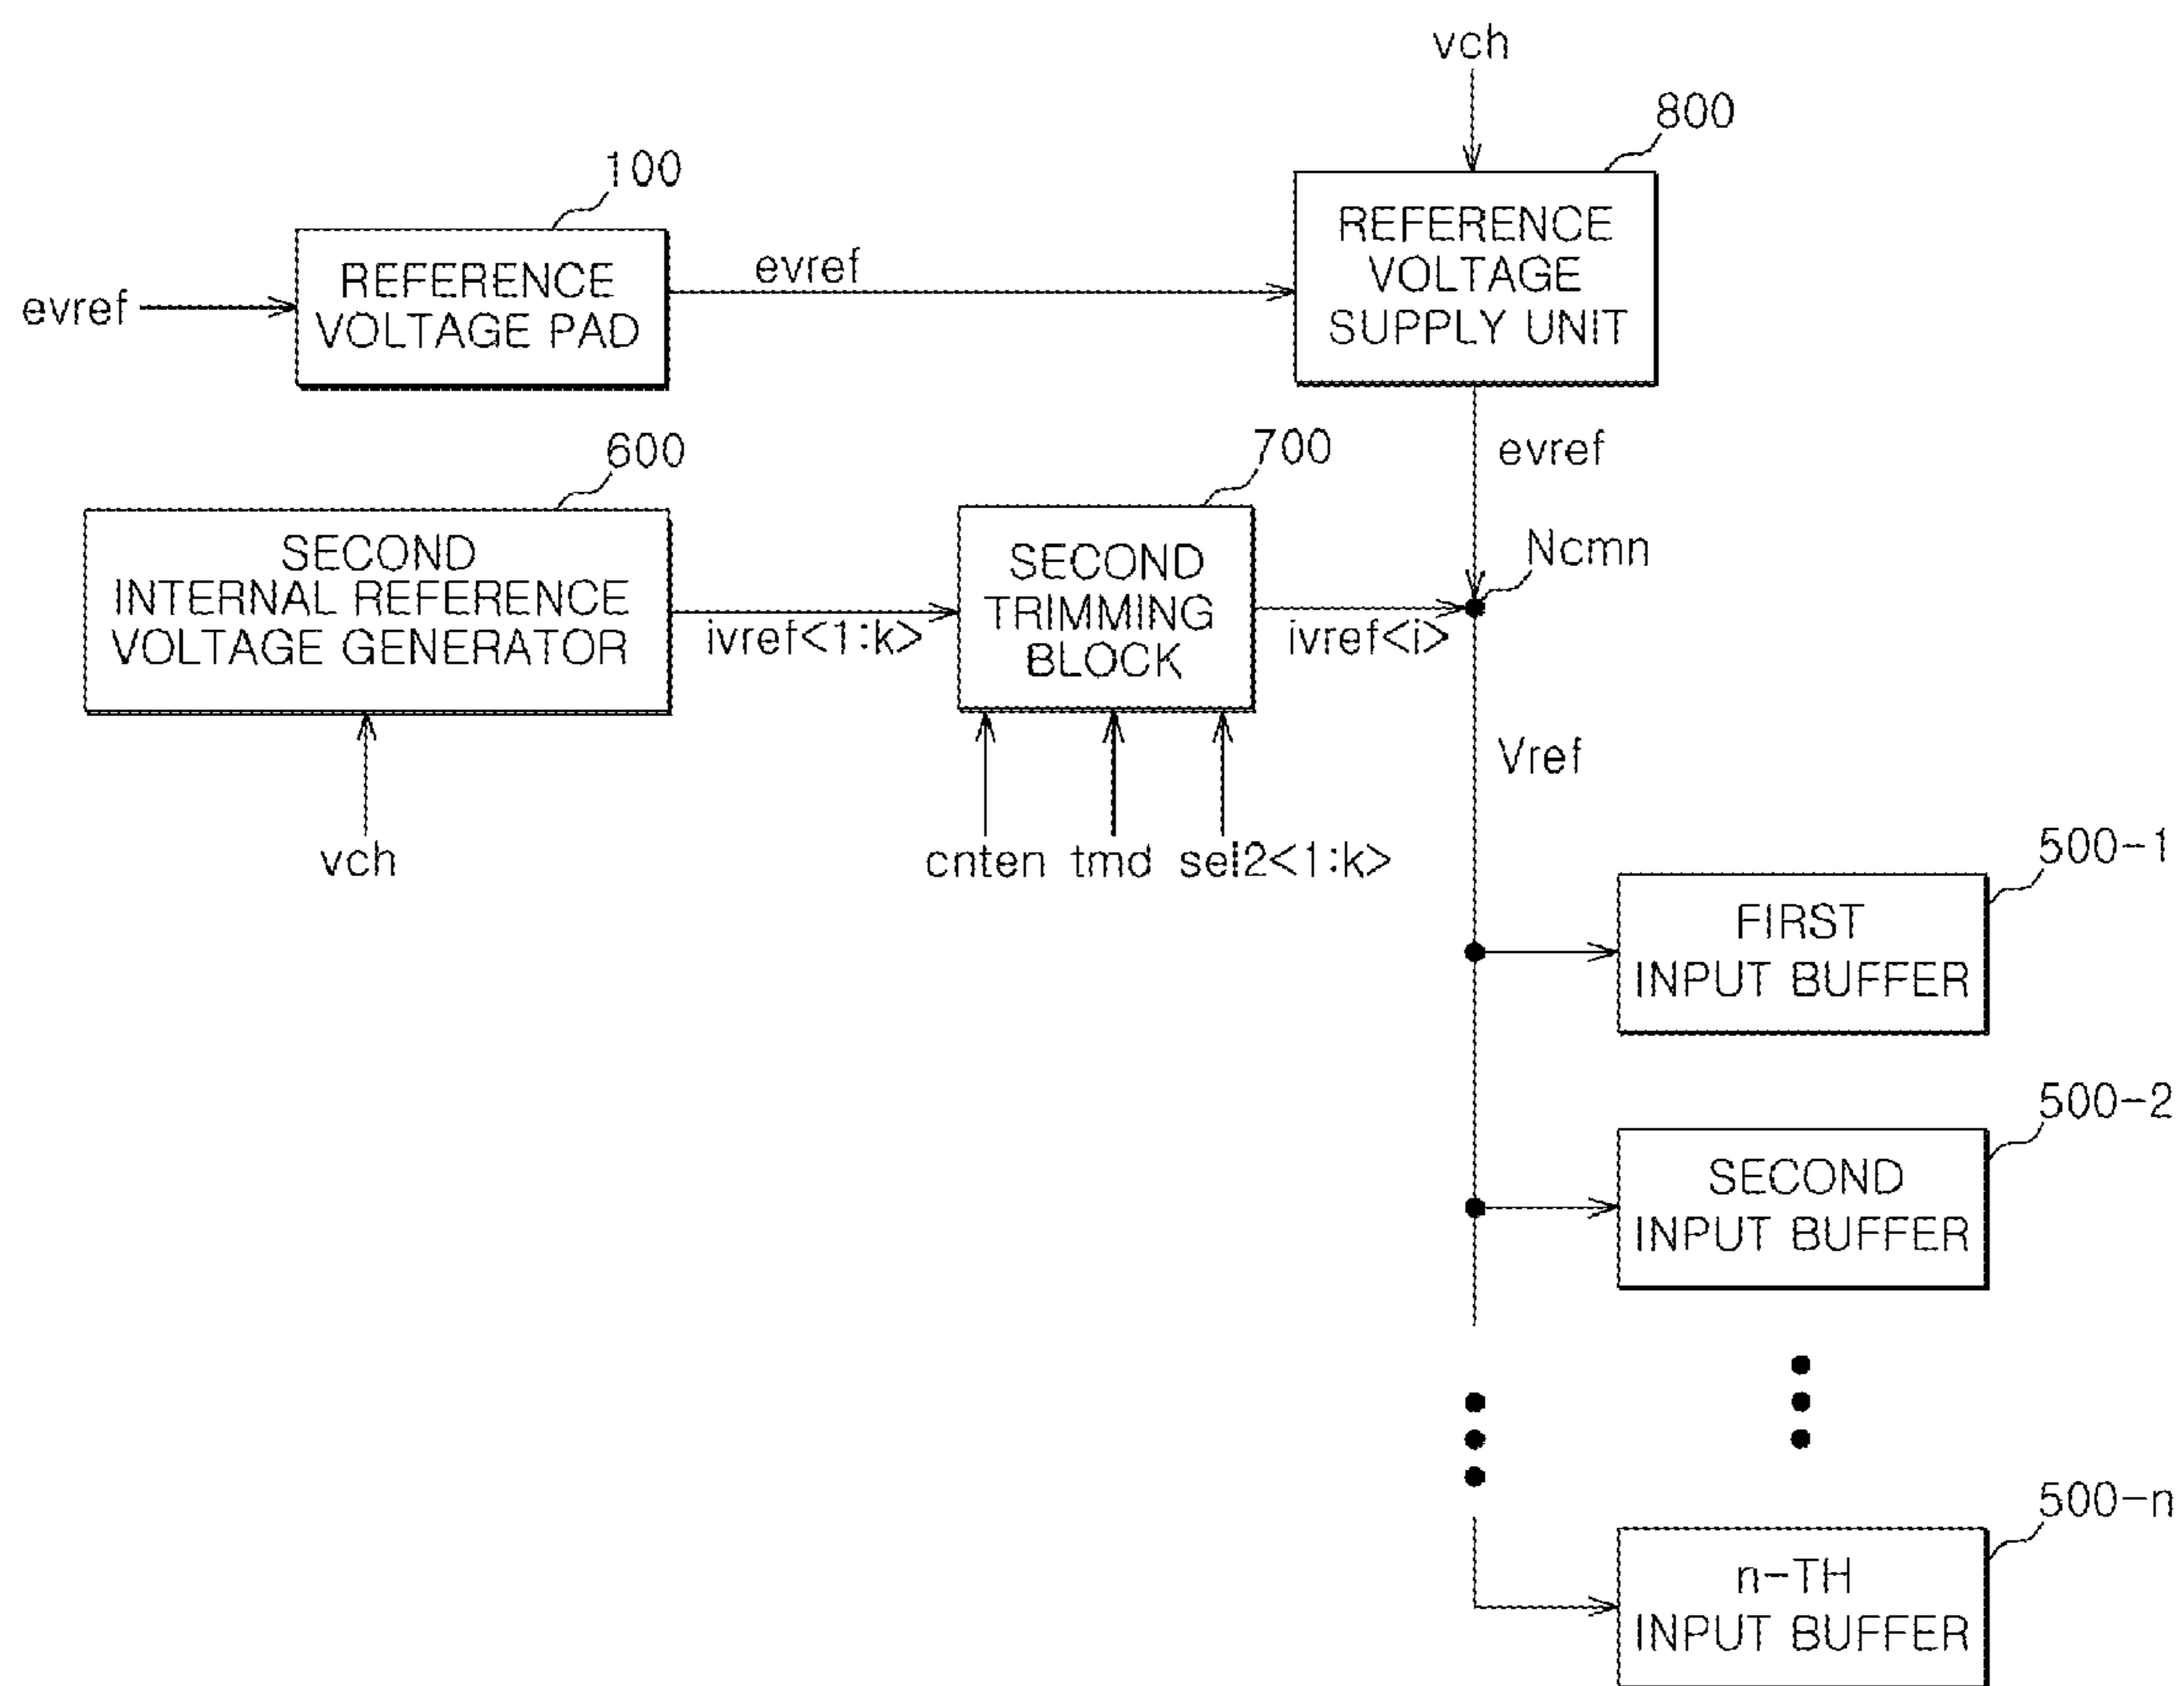 vch
800
100
REFERENCE
VOLTAGE
SUPPLY UNIT
evref
REFERENCE
VOLTAGE PAD
evref
evref
600
700
Ncmn
SECOND
INTERNAL REFERENCE
VOLTAGE GENERATOR
ivref<1:k>
SECOND
TRIMMING
BLOCK
ivref<i>
Vref
vch
cnten tmd sel2<1:k>
500-1
FIRST
INPUT BUFFER
500-2
SECOND
INPUT BUFFER
500-n
n-TH
INPUT BUFFER